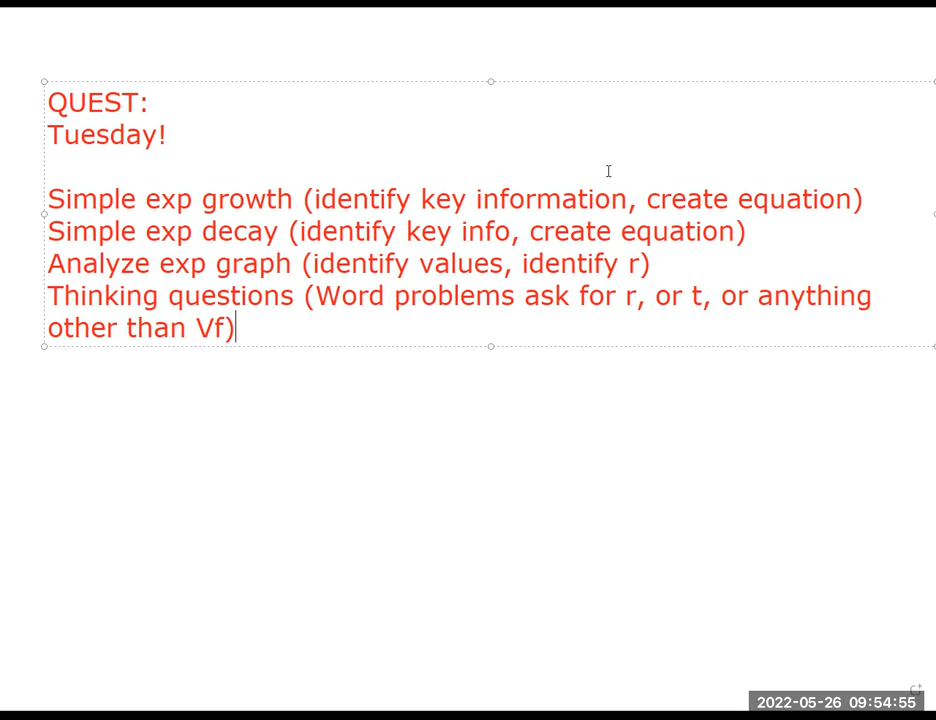 QUEST:
Tuesday!
Simple exp growth (identify key information, create equation)
Simple exp decay (identify key info, create equation)
Analyze exp graph (identify values, identify r)
Thinking questions (Word problems ask for r, or t, or anything
other than Vf)
2022-05-26 09:54:55